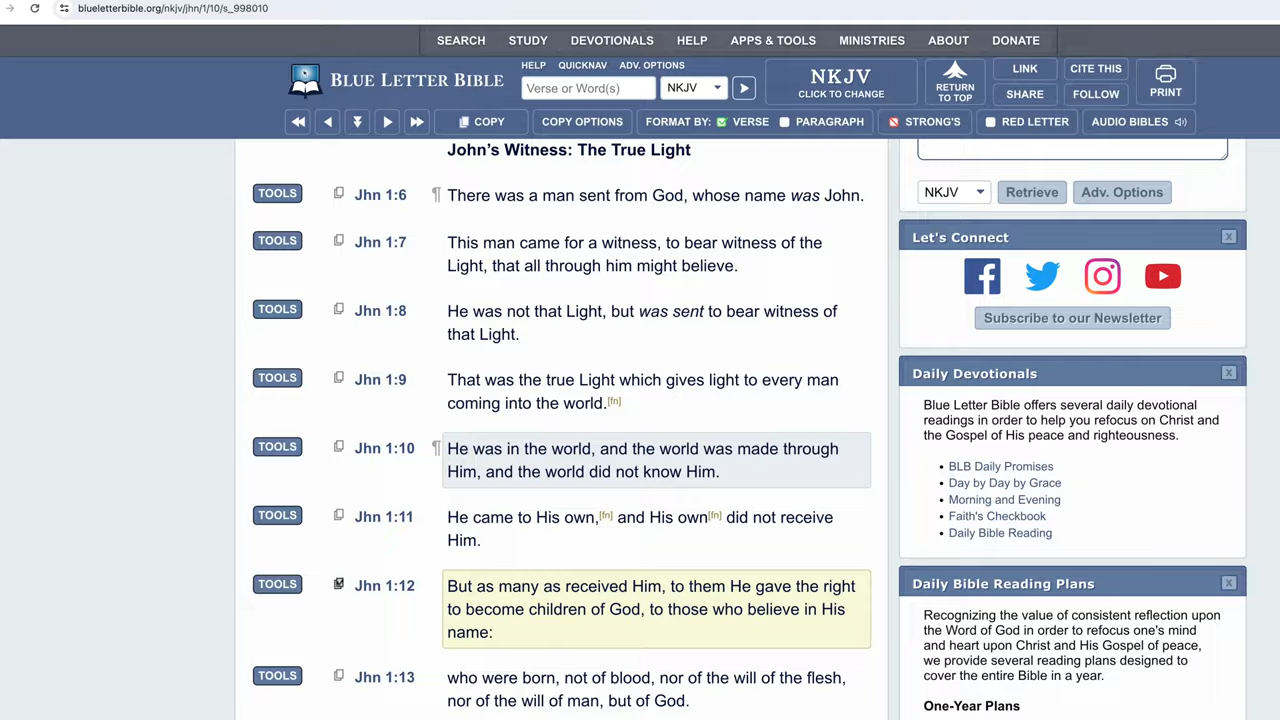 blueletterbible.org/nkjv/jhn/1/10/s_998010
SEARCH STUDY DEVOTIONALS HELP APPS & TOOLS MINISTRIES ABOUT DONATE
BLUE LETTER BIBLE
HELP QUICKNAV ADV. OPTIONS
Verse or Word(s) NKJV
NKJV
CLICK TO CHANGE
RETURN
TO TOP
LINK CITE THIS
SHARE FOLLOW
PRINT
COPY COPY OPTIONS FORMAT BY: VERSE PARAGRAPH STRONG'S RED LETTER AUDIO BIBLES
John's Witness: The True Light
TOOLS Jhn 1:6 ¶ There was a man sent from God, whose name was John.
TOOLS Jhn 1:7 This man came for a witness, to bear witness of the
Light, that all through him might believe.
TOOLS Jhn 1:8 He was not that Light, but was sent to bear witness of
that Light.
TOOLS Jhn 1:9 That was the true Light which gives light to every man
coming into the world.[fn]
TOOLS Jhn 1:10 ¶ He was in the world, and the world was made through
Him, and the world did not know Him.
TOOLS Jhn 1:11 He came to His own,[fn] and His own[fn] did not receive
Him.
TOOLS Jhn 1:12 But as many as received Him, to them He gave the right
to become children of God, to those who believe in His
name:
TOOLS Jhn 1:13 who were born, not of blood, nor of the will of the flesh,
nor of the will of man, but of God.
NKJV Retrieve Adv. Options
Let's Connect x
Subscribe to our Newsletter
Daily Devotionals x
Blue Letter Bible offers several daily devotional
readings in order to help you refocus on Christ and
the Gospel of His peace and righteousness.
• BLB Daily Promises
• Day by Day by Grace
• Morning and Evening
• Faith's Checkbook
• Daily Bible Reading
Daily Bible Reading Plans x
Recognizing the value of consistent reflection upon
the Word of God in order to refocus one's mind
and heart upon Christ and His Gospel of peace,
we provide several reading plans designed to
cover the entire Bible in a year.
One-Year Plans